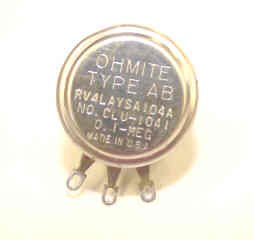 OHMITE
TYPE AB
RV4LAYSA104A
NO. CLU-1041
0.1-MEG
MADE IN U.S.A.